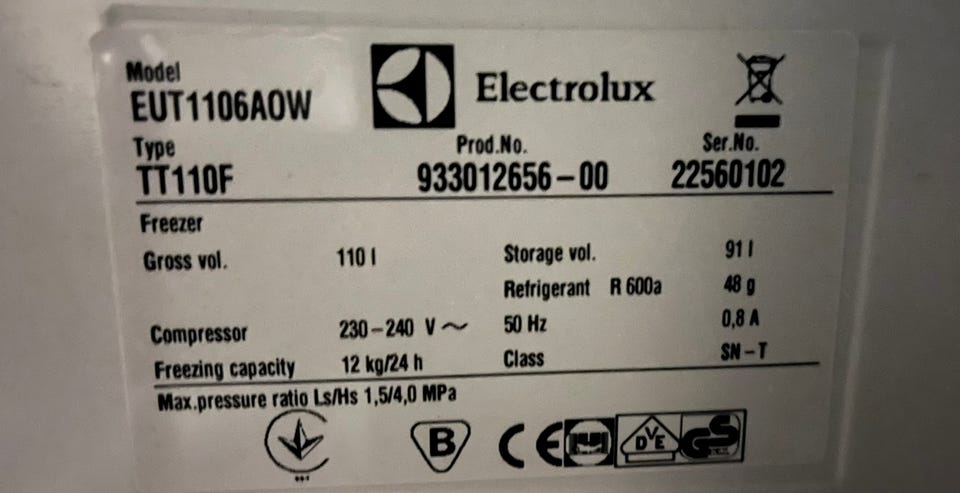 Model
EUT1106AOW
Electrolux
Type Prod.No. Ser.No.
TT110F 933012656-00 22560102
Freezer
Gross vol. 110 l Storage vol. 91 l
Refrigerant R 600a 48 g
Compressor 230-240 V ~ 50 Hz 0,8 A
Freezing capacity 12 kg/24 h Class SN-T
Max.pressure ratio Ls/Hs 1,5/4,0 MPa
B CE DVE GS